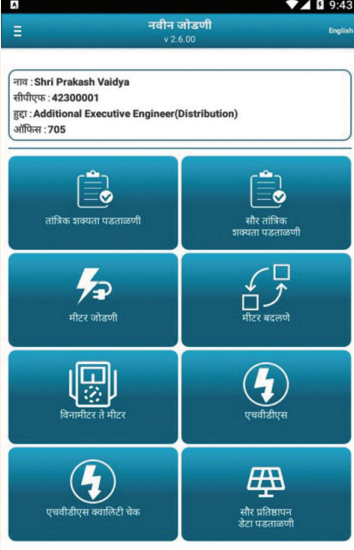 9:43
नवीन जोडणी
English
v 2.6.00
नाव : Shri Prakash Vaidya
सीपीएफ : 42300001
हुद्दा : Additional Executive Engineer(Distribution)
ऑफिस : 705
तांत्रिक शक्यता पडताळणी
सौर तांत्रिक
शक्यता पडताळणी
मीटर जोडणी
मीटर बदलणे
विनामीटर ते मीटर
एचवीडीएस
एचवीडीएस क्वालिटी चेक
सौर प्रतिष्ठापन
डेटा पडताळणी